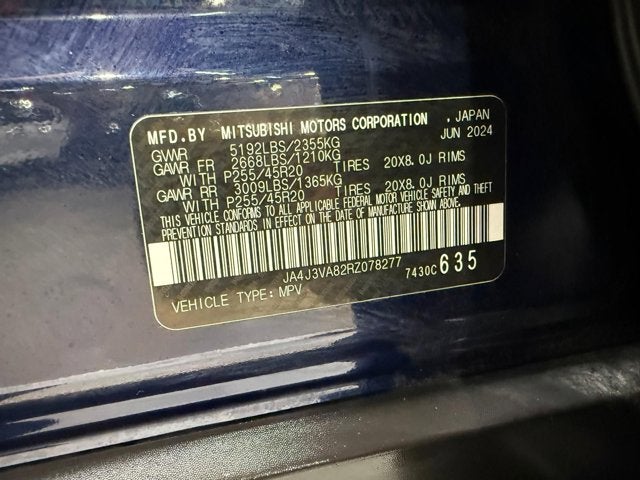 MFD.BY MITSUBISHI MOTORS CORPORATION . JAPAN
GVWR 5192LBS/2355KG JUN 2024
GAWR FR 2668LBS/1210KG
WITH P255/45R20 TIRES 20X8.0J RIMS
GAWR RR 3009LBS/1365KG
WITH P255/45R20 TIRES 20X8.0J RIMS
THIS VEHICLE CONFORMS TO ALL APPLICABLE FEDERAL MOTOR VEHICLE SAFETY AND THEFT
PREVENTION STANDARDS IN EFFECT ON THE DATE OF MANUFACTURE SHOWN ABOVE.
JA4J3VA82RZ078277 7430C 635
VEHICLE TYPE: MPV